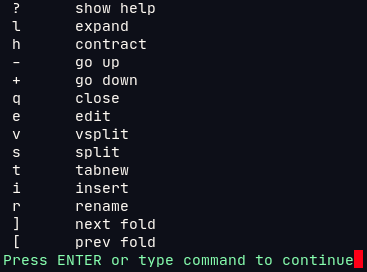 ?      show help
l      expand
h      contract
-      go up
+      go down
q      close
e      edit
v      vsplit
s      split
t      tabnew
i      insert
r      rename
]      next fold
[      prev fold
Press ENTER or type command to continue